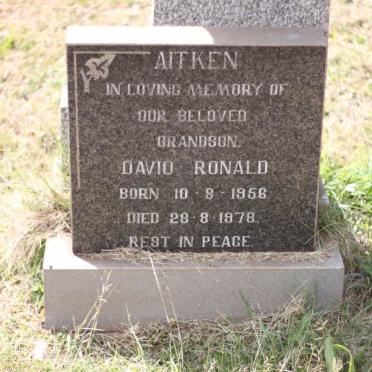 AITKEN
IN LOVING MEMORY OF
OUR BELOVED
GRANDSON.
DAVID RONALD
BORN 10-8-1956
DIED 28-8-1978.
REST IN PEACE.